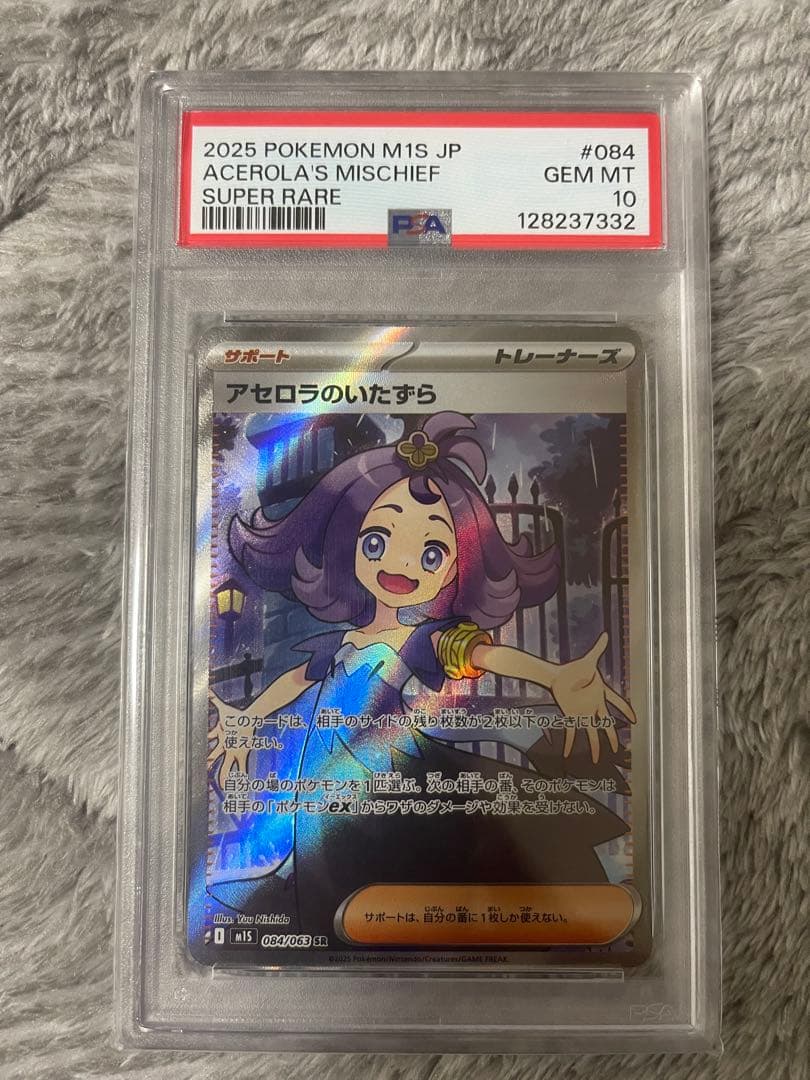 2025 POKEMON M1S JP #084
ACEROLA'S MISCHIEF GEM MT
SUPER RARE 10
PSA 128237332
サポート トレーナーズ
アセロラのいたずら
このカードは、相手のサイドの残り枚数が2枚以下のときにしか
使えない。
自分の場のポケモンを1匹選ぶ。次の相手の番、そのポケモンは
相手の「ポケモンex」からワザのダメージや効果を受けない。
サポートは、自分の番に1枚しか使えない。
Illus. You Nishida
I m1S 084/063 SR
©2025 Pokémon/Nintendo/Creatures/GAME FREAK.
PSA